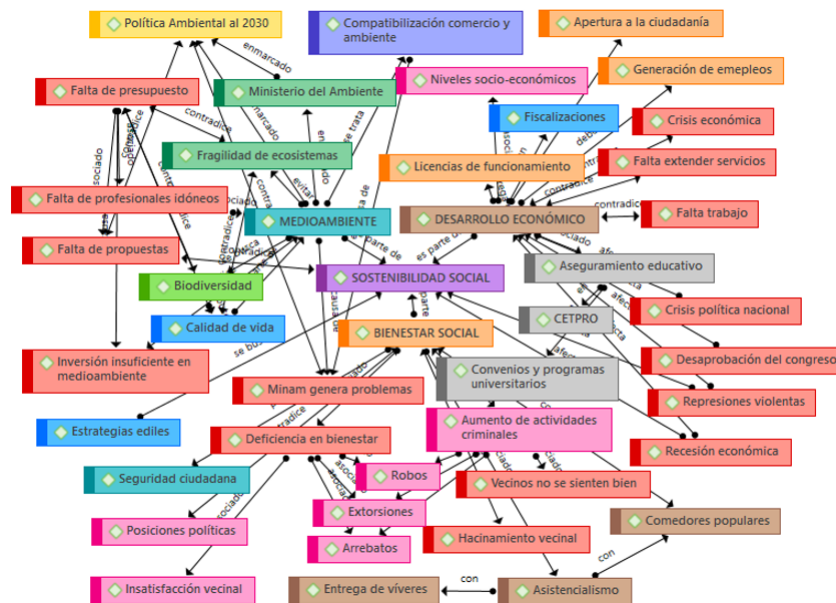 Política Ambiental al 2030
Compatibilización comercio y
ambiente
Apertura a la ciudadanía
enmarcado
Ministerio del Ambiente
Niveles socio-económicos
Generación de emepleos
Falta de presupuesto
Fiscalizaciones
Crisis económica
contradice
Fragilidad de ecosistemas
Licencias de funcionamiento
Falta extender servicios
contradice
Falta de profesionales idóneos
MEDIOAMBIENTE
DESARROLLO ECONÓMICO
contradice
Falta trabajo
Falta de propuestas
es parte de
Aseguramiento educativo
Biodiversidad
SOSTENIBILIDAD SOCIAL
Calidad de vida
CETPRO
Crisis política nacional
BIENESTAR SOCIAL
Inversión insuficiente en
medioambiente
Convenios y programas
universitarios
Desaprobación del congreso
Minam genera problemas
Represiones violentas
Estrategias ediles
Deficiencia en bienestar
Aumento de actividades
criminales
Recesión económica
Seguridad ciudadana
Robos
Vecinos no se sienten bien
Extorsiones
Comedores populares
Posiciones políticas
Hacinamiento vecinal
Arrebatos
con
Insatisfacción vecinal
Entrega de víveres
con
Asistencialismo